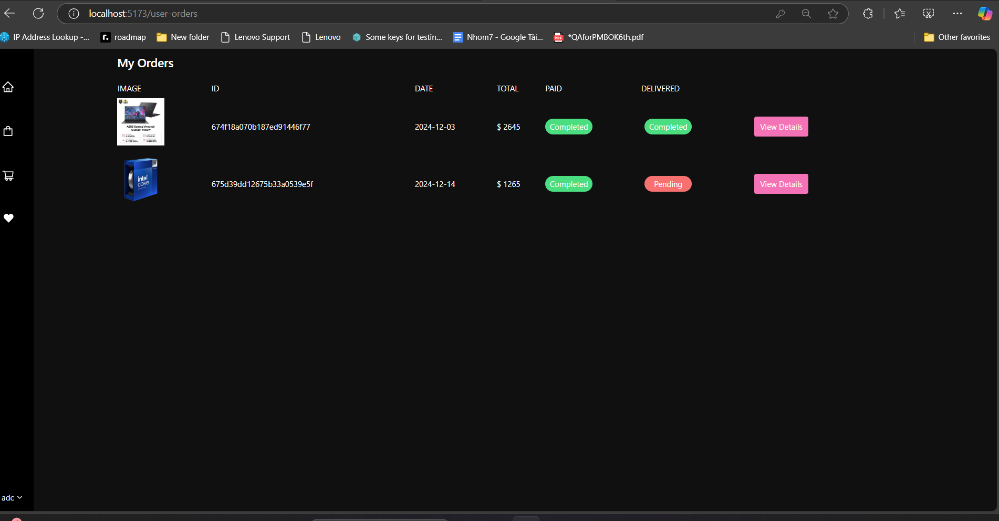 localhost:5173/user-orders
IP Address Lookup -...
roadmap
New folder
Lenovo Support
Lenovo
Some keys for testin...
Nhom7 - Google Tài...
*QAforPMBOK6th.pdf
Other favorites
My Orders
IMAGE ID DATE TOTAL PAID DELIVERED
ASUS Gaming Vivobook
674f18a070b187ed91446f77 2024-12-03 $ 2645 Completed Completed View Details
intel
CORE
675d39dd12675b33a0539e5f 2024-12-14 $ 1265 Completed Pending View Details
adc